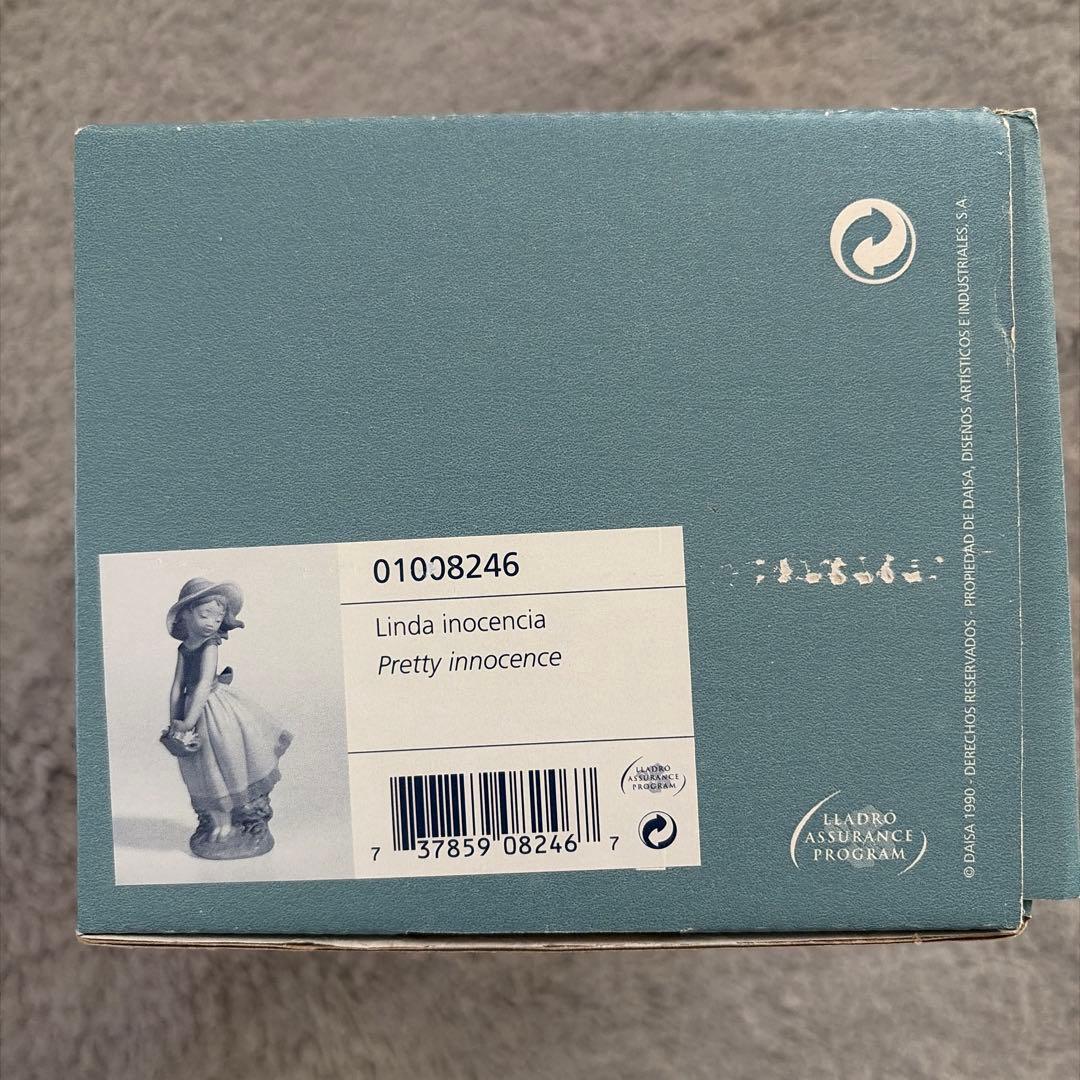 01008246
Linda inocencia
Pretty innocence
7 37859 08246 7
LLADRÓ
ASSURANCE
PROGRAM
LLADRÓ
ASSURANCE
PROGRAM
© DAISA 1990 - DERECHOS RESERVADOS - PROPIEDAD DE DAISA, DISEÑOS ARTÍSTICOS E INDUSTRIALES, S.A.